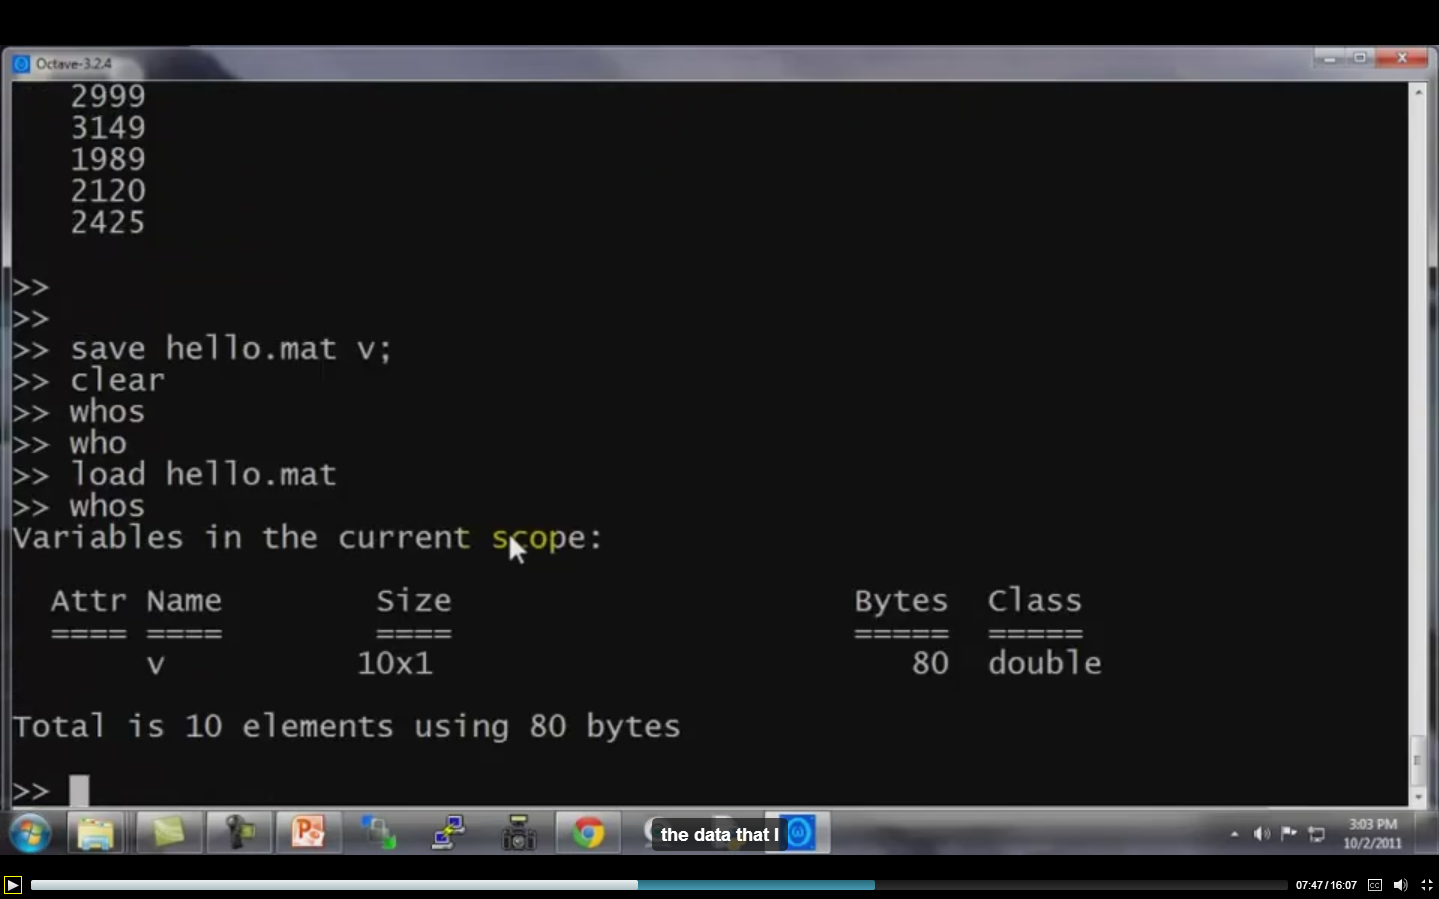 Octave-3.2.4
2999
3149
1989
2120
2425
>>
>>
>> save hello.mat v;
>> clear
>> whos
>> who
>> load hello.mat
>> whos
Variables in the current scope:
Attr Name Size Bytes Class
==== ==== ==== ===== =====
v 10x1 80 double
Total is 10 elements using 80 bytes
>>
the data that I
3:03 PM
10/2/2011
07:47/16:07
CC